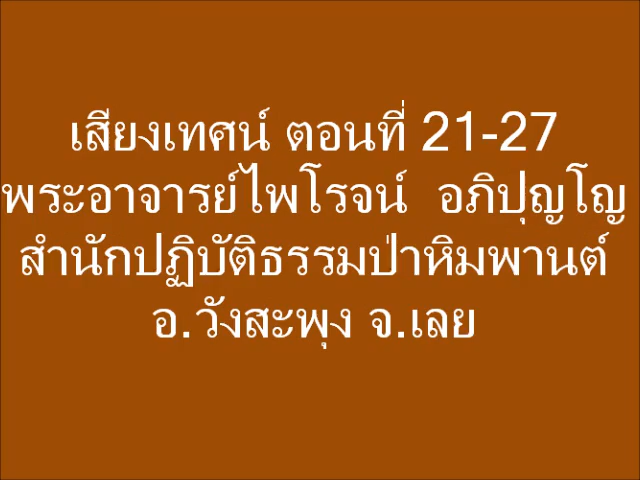 เสียงเทศน์ ตอนที่ 21-27
พระอาจารย์ไพโรจน์ อภิปุญโญ
สำนักปฏิบัติธรรมป่าหิมพานต์
อ.วังสะพุง จ.เลย